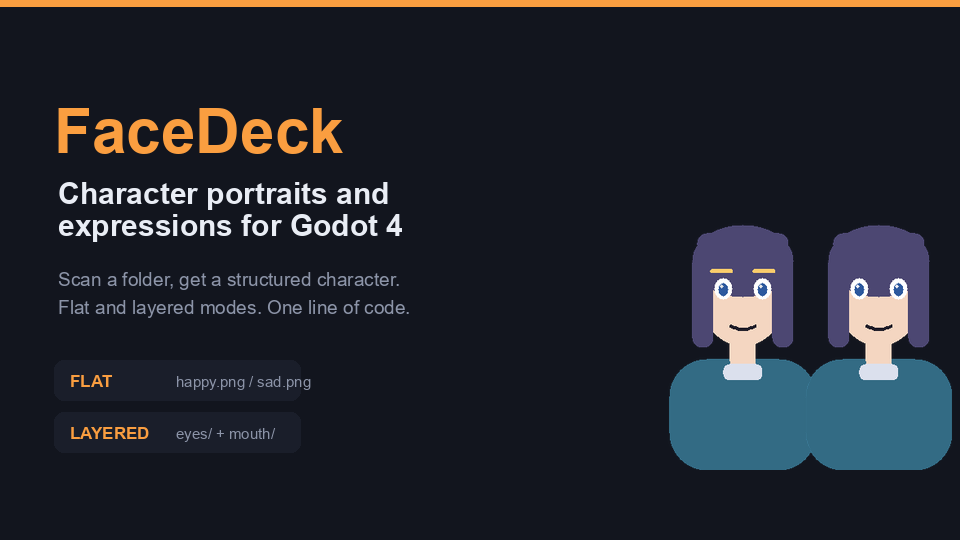 FaceDeck
Character portraits and
expressions for Godot 4
Scan a folder, get a structured character.
Flat and layered modes. One line of code.
FLAT happy.png / sad.png
LAYERED eyes/ + mouth/